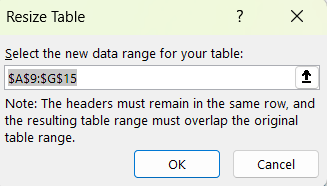 Resize Table
?
Select the new data range for your table:
$A$9:$G$15
Note: The headers must remain in the same row, and
the resulting table range must overlap the original
table range.
OK
Cancel